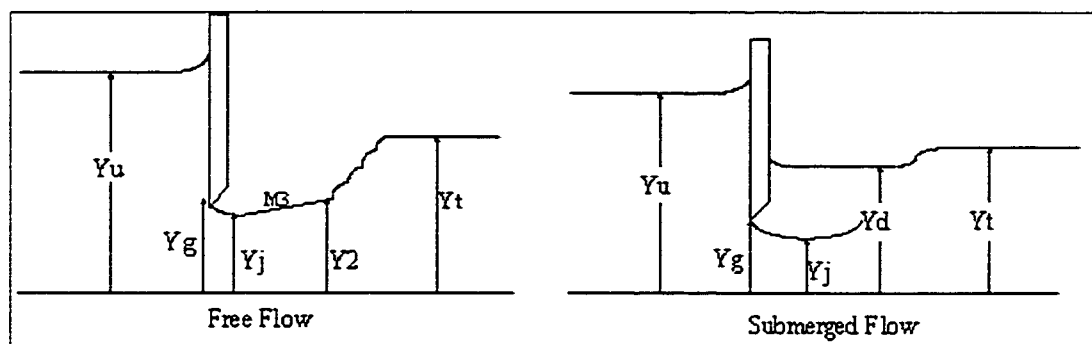 Yu
M3
Yg
Yj
Y2
Yt
Free Flow
Yu
Yg
Yj
Yd
Yt
Submerged Flow